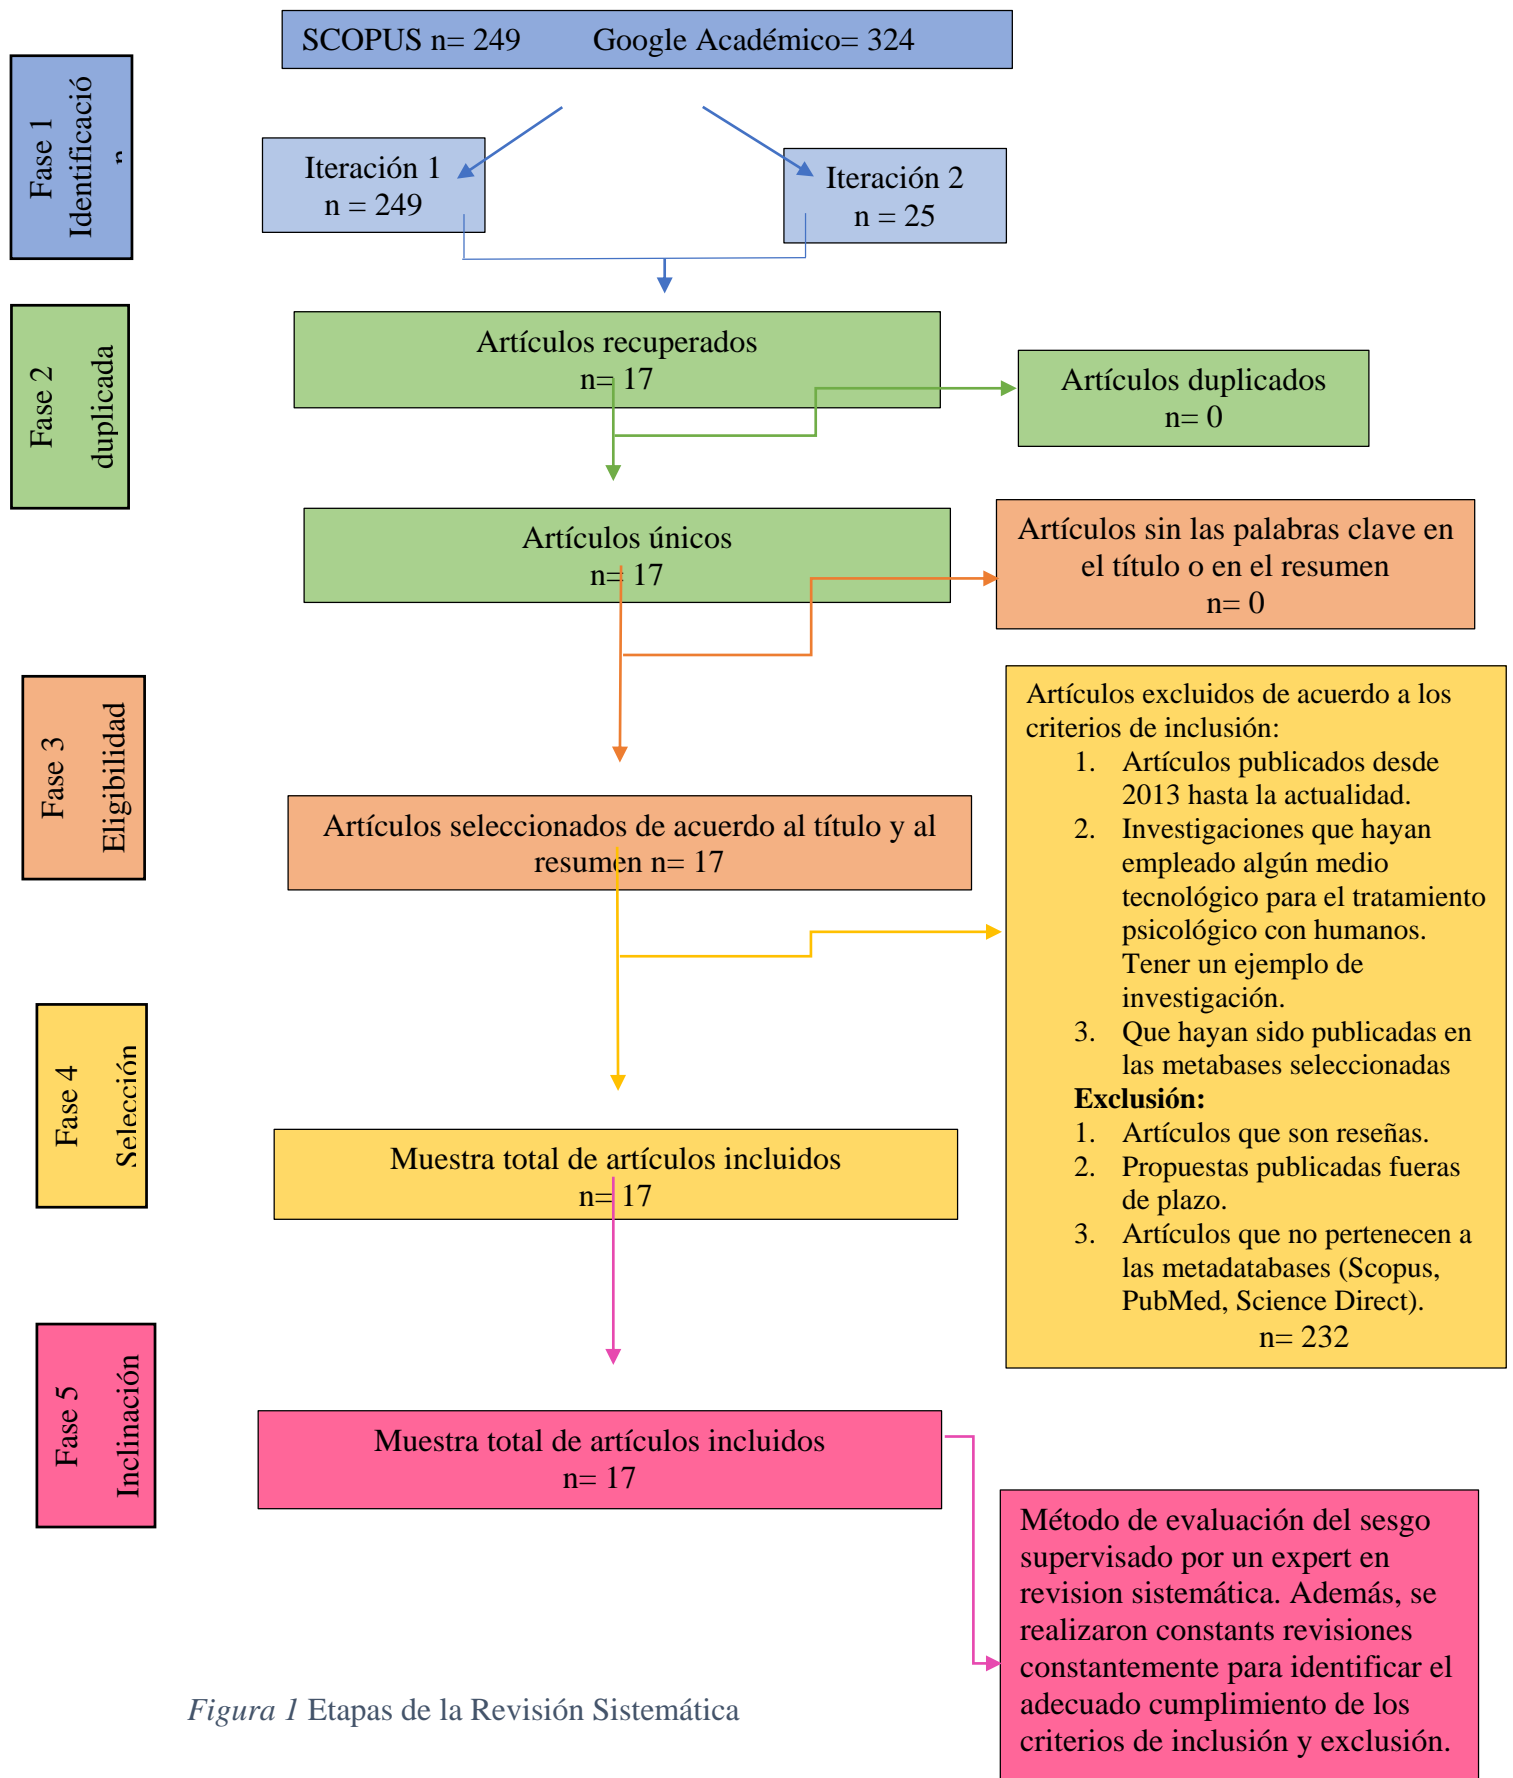 SCOPUS n= 249 Google Académico= 324
Fase 1
Identificació
n
Iteración 1
n = 249
Iteración 2
n = 25
Fase 2
duplicada
Artículos recuperados
n= 17
Artículos duplicados
n= 0
Artículos únicos
n= 17
Artículos sin las palabras clave en
el título o en el resumen
n= 0
Fase 3
Eligibilidad
Artículos seleccionados de acuerdo al título y al
resumen n= 17
Artículos excluidos de acuerdo a los
criterios de inclusión:
1. Artículos publicados desde
2013 hasta la actualidad.
2. Investigaciones que hayan
empleado algún medio
tecnológico para el tratamiento
psicológico con humanos.
Tener un ejemplo de
investigación.
3. Que hayan sido publicadas en
las metabases seleccionadas
Exclusión:
1. Artículos que son reseñas.
2. Propuestas publicadas fueras
de plazo.
3. Artículos que no pertenecen a
las metadatabases (Scopus,
PubMed, Science Direct).
n= 232
Fase 4
Selección
Muestra total de artículos incluidos
n= 17
Fase 5
Inclinación
Muestra total de artículos incluidos
n= 17
Método de evaluación del sesgo
supervisado por un expert en
revision sistemática. Además, se
realizaron constants revisiones
constantemente para identificar el
adecuado cumplimiento de los
criterios de inclusión y exclusión.
Figura 1 Etapas de la Revisión Sistemática